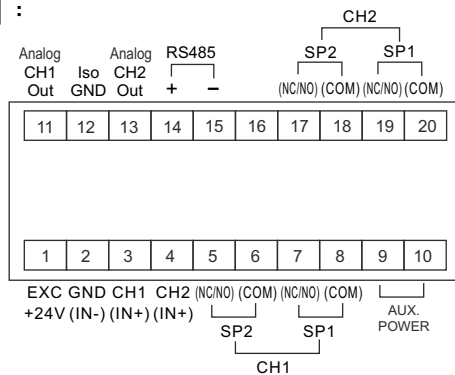 :
CH2
SP2 SP1
Analog Analog RS485
CH1 Iso CH2
Out GND Out + − (NC/NO) (COM) (NC/NO) (COM)
11 12 13 14 15 16 17 18 19 20
1 2 3 4 5 6 7 8 9 10
EXC GND CH1 CH2 (NC/NO) (COM) (NC/NO) (COM)
+24V (IN-) (IN+) (IN+)
SP2 SP1
AUX.
POWER
CH1